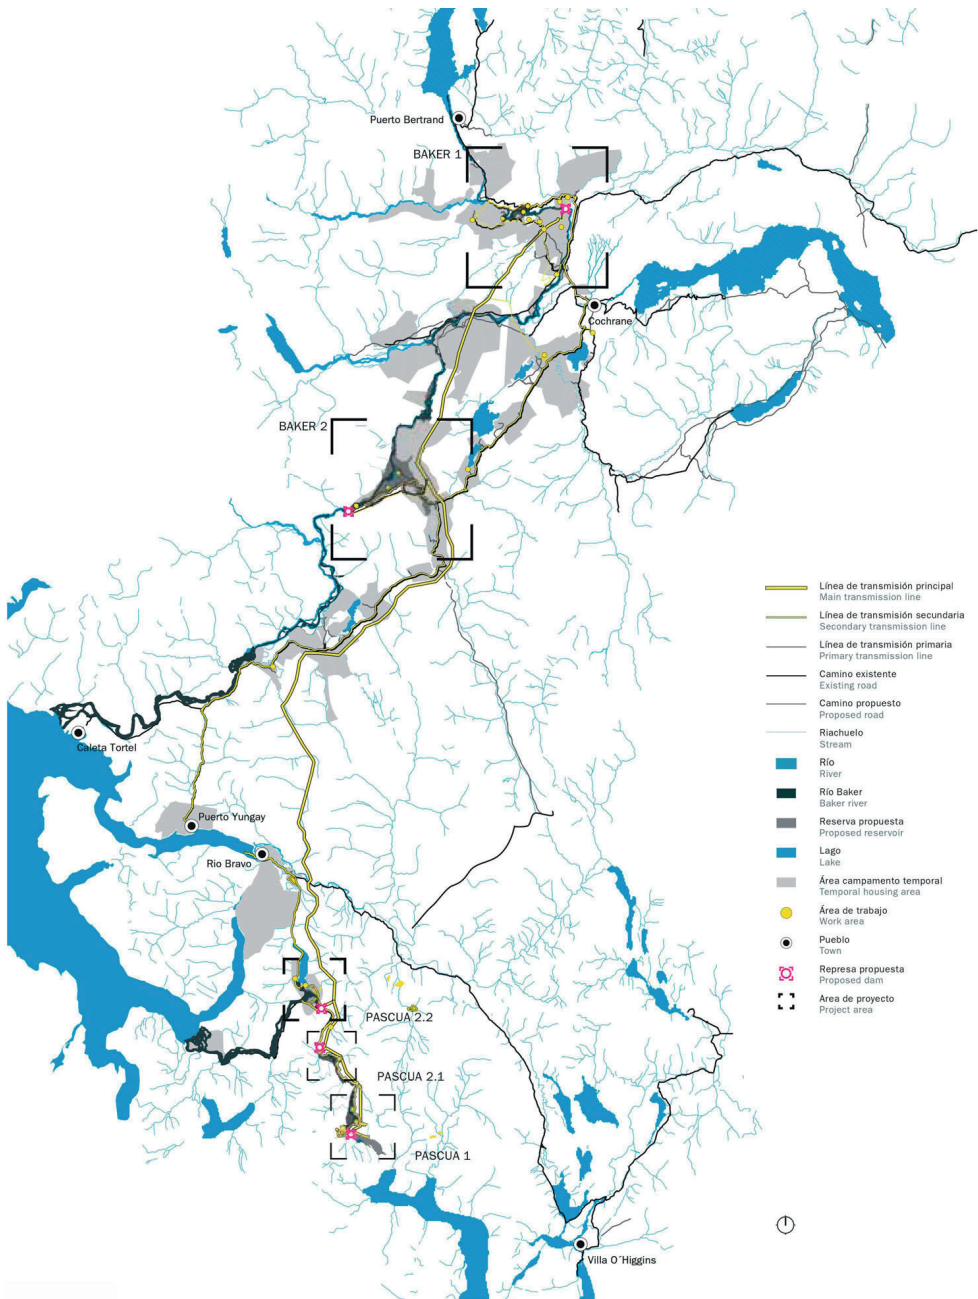 Puerto Bertrand
BAKER 1
Cochrane
BAKER 2
Caleta Tortel
Puerto Yungay
Rio Bravo
PASCUA 2.2
PASCUA 2.1
PASCUA 1
Villa O´Higgins
Línea de transmisión principal
Main transmission line
Línea de transmisión secundaria
Secondary transmission line
Línea de transmisión primaria
Primary transmission line
Camino existente
Existing road
Camino propuesto
Proposed road
Riachuelo
Stream
Río
River
Río Baker
Baker river
Reserva propuesta
Proposed reservoir
Lago
Lake
Área campamento temporal
Temporal housing area
Área de trabajo
Work area
Pueblo
Town
Represa propuesta
Proposed dam
Area de proyecto
Project area